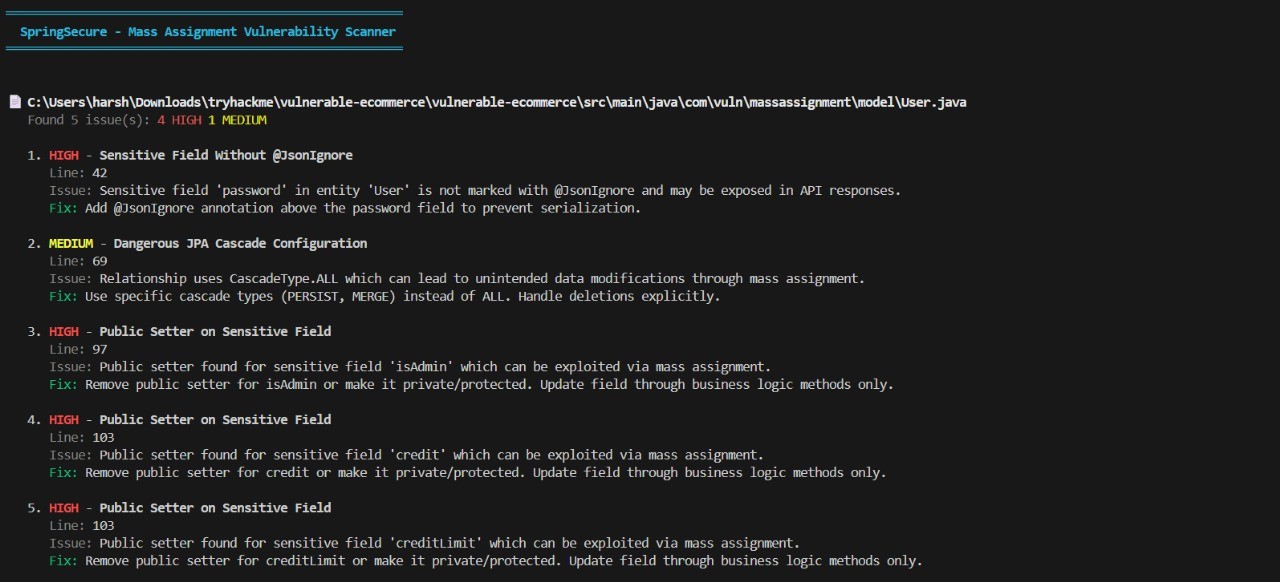 SpringSecure - Mass Assignment Vulnerability Scanner
C:\Users\harsh\Downloads\tryhackme\vulnerable-ecommerce\vulnerable-ecommerce\src\main\java\com\vuln\massassignment\model\User.java
Found 5 issue(s): 4 HIGH 1 MEDIUM
1. HIGH - Sensitive Field Without @JsonIgnore
Line: 42
Issue: Sensitive field 'password' in entity 'User' is not marked with @JsonIgnore and may be exposed in API responses.
Fix: Add @JsonIgnore annotation above the password field to prevent serialization.
2. MEDIUM - Dangerous JPA Cascade Configuration
Line: 69
Issue: Relationship uses CascadeType.ALL which can lead to unintended data modifications through mass assignment.
Fix: Use specific cascade types (PERSIST, MERGE) instead of ALL. Handle deletions explicitly.
3. HIGH - Public Setter on Sensitive Field
Line: 97
Issue: Public setter found for sensitive field 'isAdmin' which can be exploited via mass assignment.
Fix: Remove public setter for isAdmin or make it private/protected. Update field through business logic methods only.
4. HIGH - Public Setter on Sensitive Field
Line: 103
Issue: Public setter found for sensitive field 'credit' which can be exploited via mass assignment.
Fix: Remove public setter for credit or make it private/protected. Update field through business logic methods only.
5. HIGH - Public Setter on Sensitive Field
Line: 103
Issue: Public setter found for sensitive field 'creditLimit' which can be exploited via mass assignment.
Fix: Remove public setter for creditLimit or make it private/protected. Update field through business logic methods only.